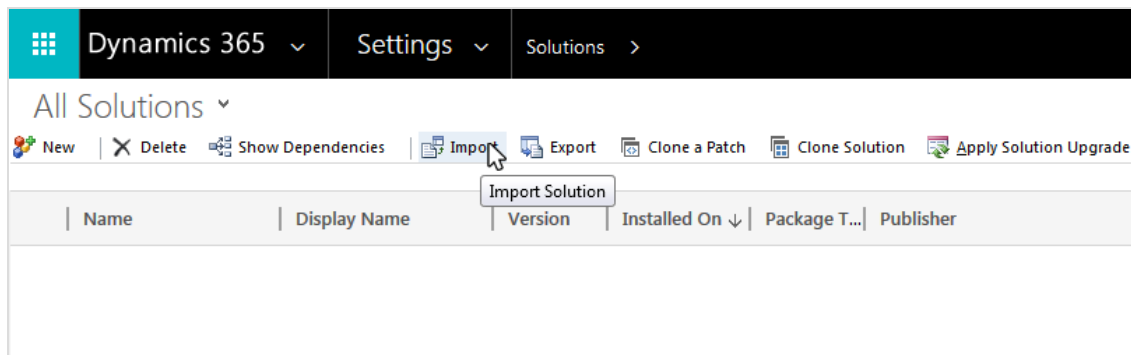 Dynamics 365 Settings Solutions
All Solutions
New Delete Show Dependencies Import Export Clone a Patch Clone Solution Apply Solution Upgrade
Import Solution
Name Display Name Version Installed On Package T... Publisher